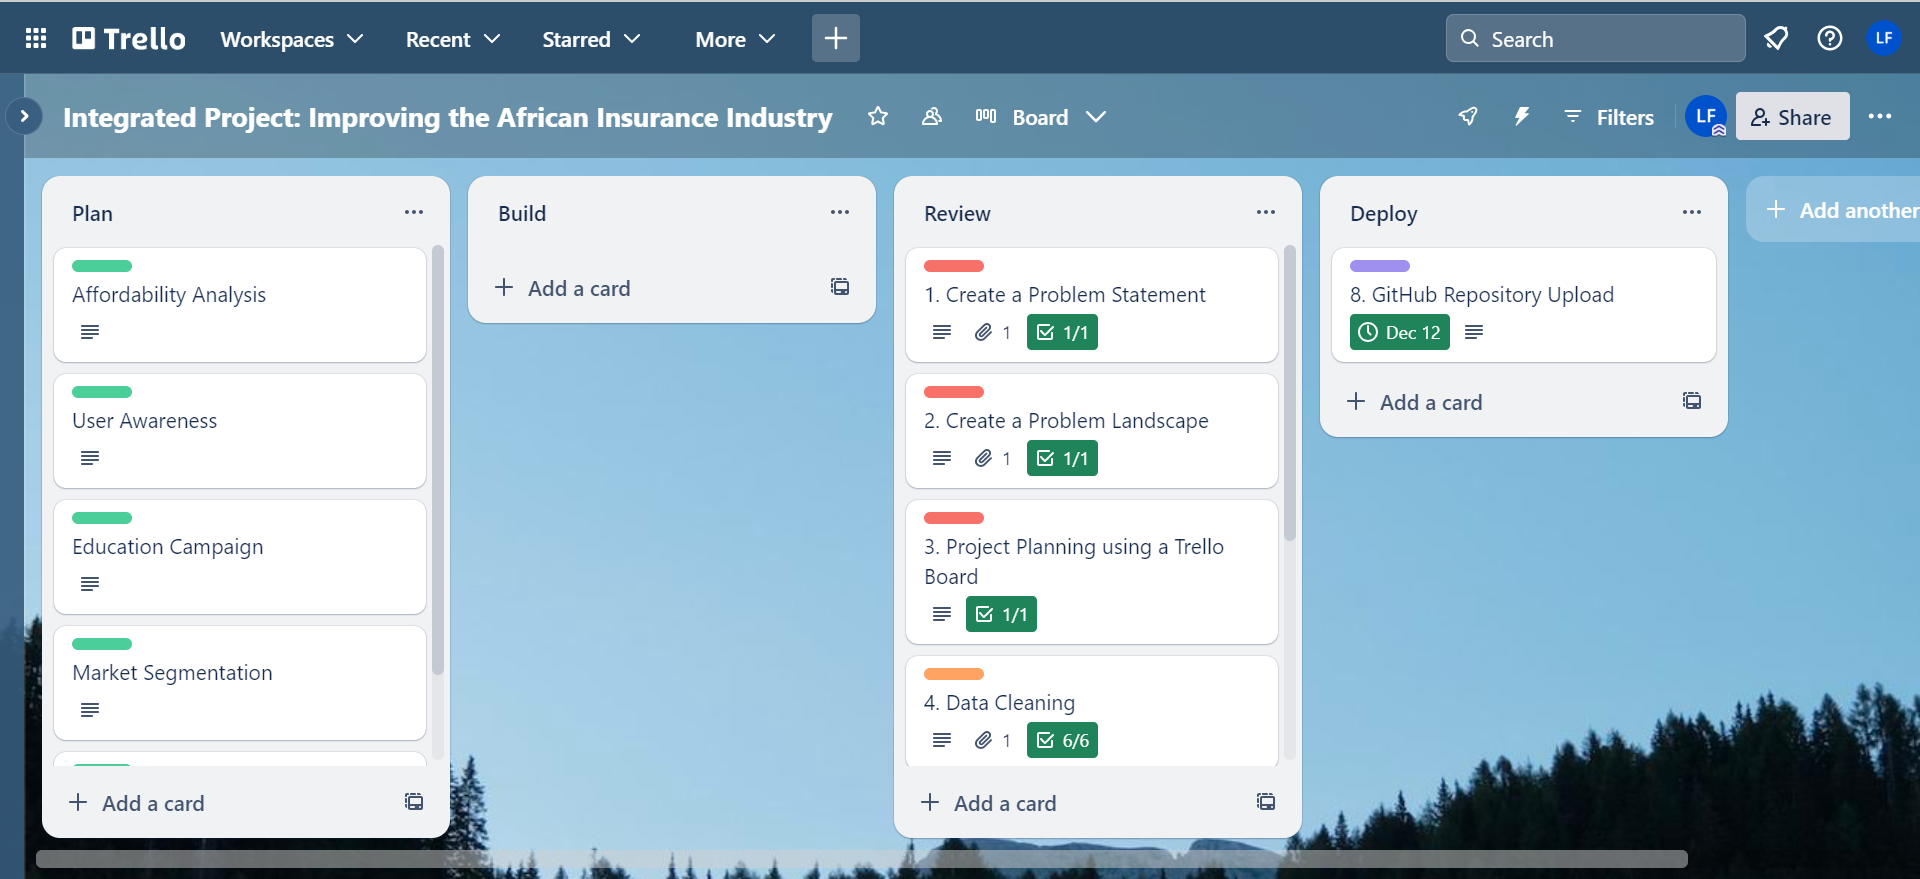 Trello Workspaces Recent Starred More Search LF
Integrated Project: Improving the African Insurance Industry Board Filters LF Share
Plan
Affordability Analysis
User Awareness
Education Campaign
Market Segmentation
Add a card
Build
Add a card
Review
1. Create a Problem Statement
1 1/1
2. Create a Problem Landscape
1 1/1
3. Project Planning using a Trello
Board
1/1
4. Data Cleaning
1 6/6
Add a card
Deploy
8. GitHub Repository Upload
Dec 12
Add a card
Add another